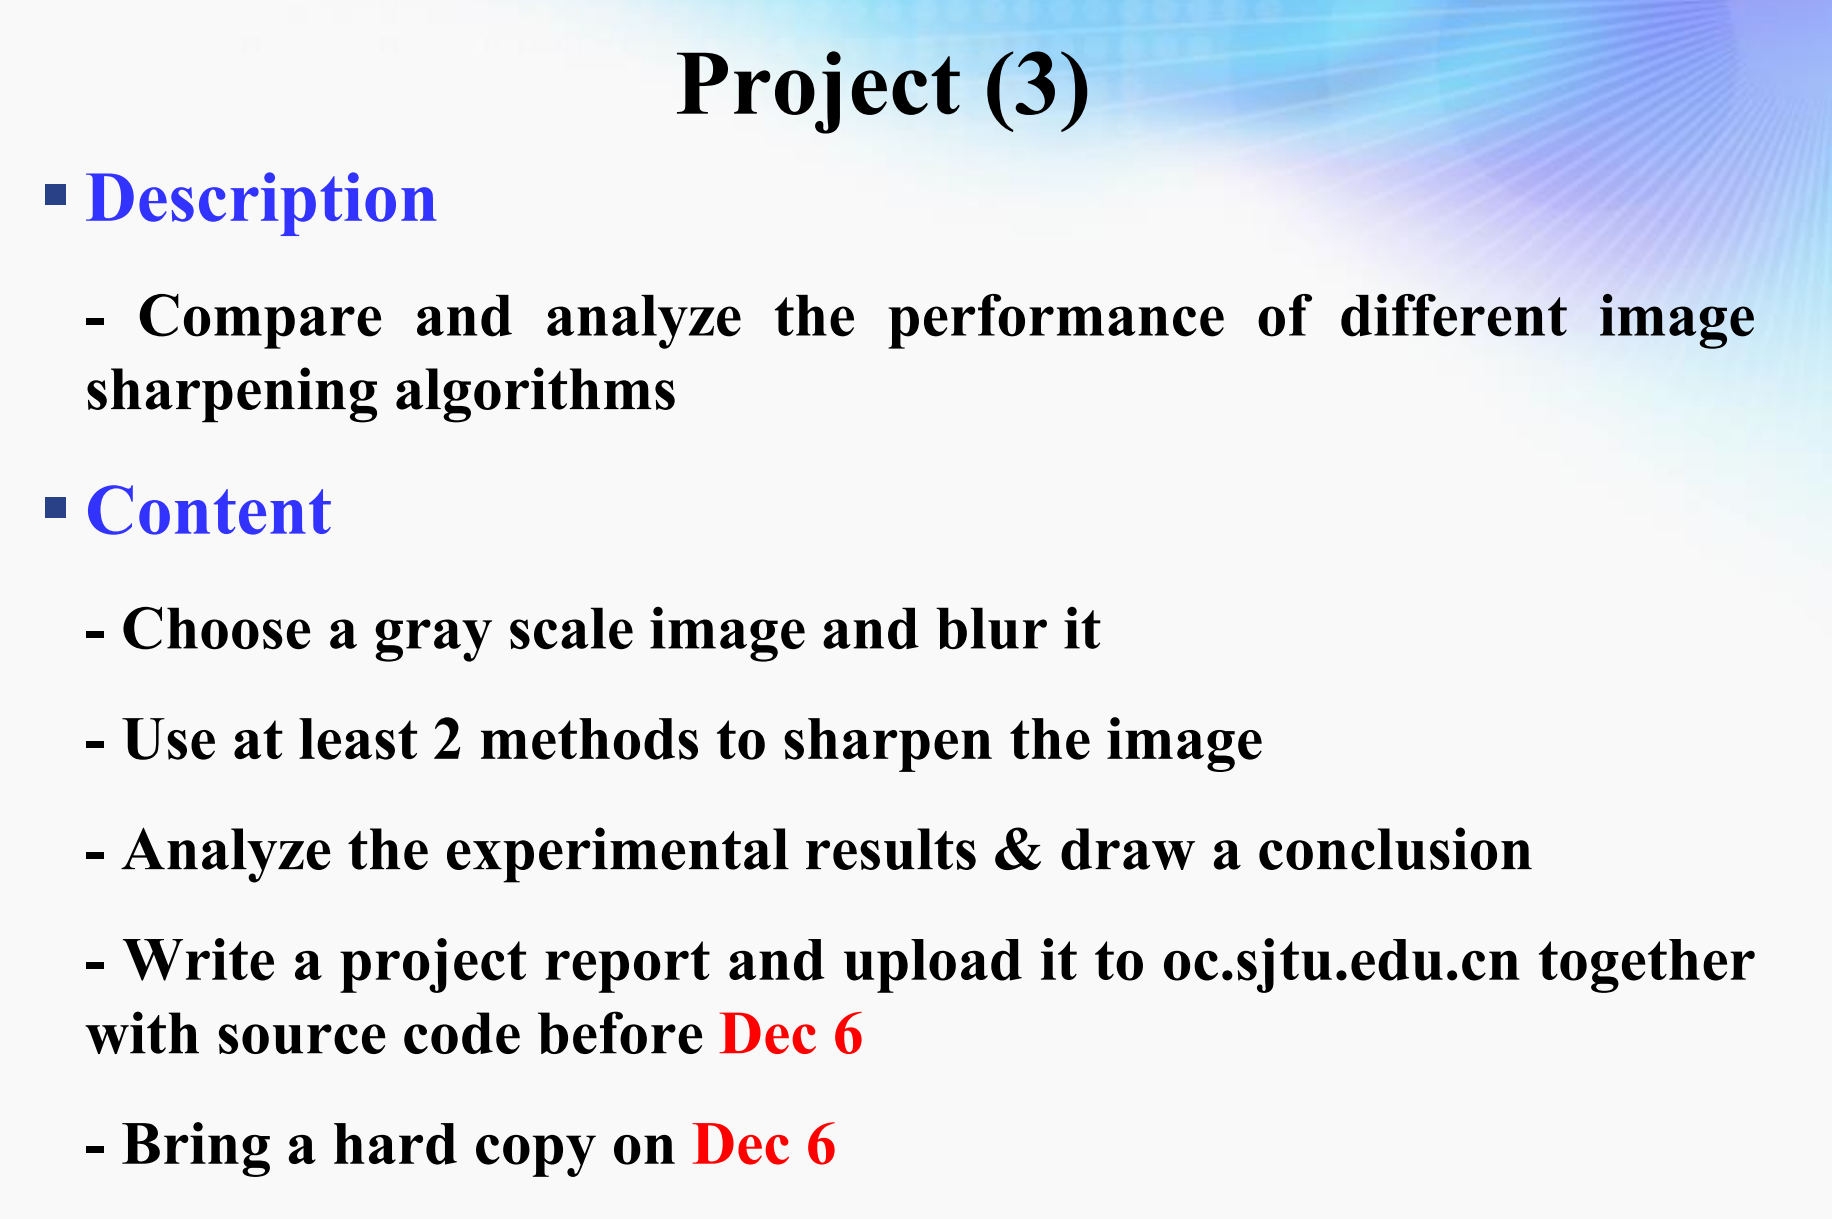 Project (3)
Description
- Compare and analyze the performance of different image
sharpening algorithms
Content
- Choose a gray scale image and blur it
- Use at least 2 methods to sharpen the image
- Analyze the experimental results & draw a conclusion
- Write a project report and upload it to oc.sjtu.edu.cn together
with source code before Dec 6
- Bring a hard copy on Dec 6